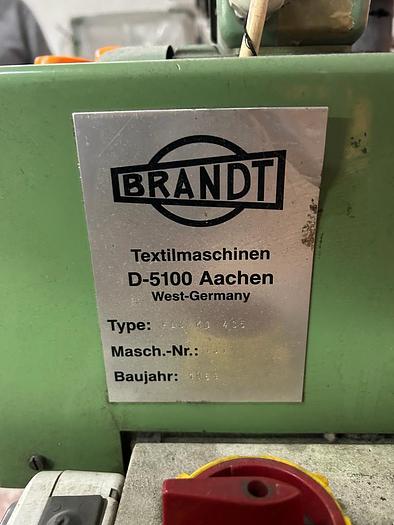 BRANDT
Textilmaschinen
D-5100 Aachen
West-Germany
Type:
Masch.-Nr.:
Baujahr: